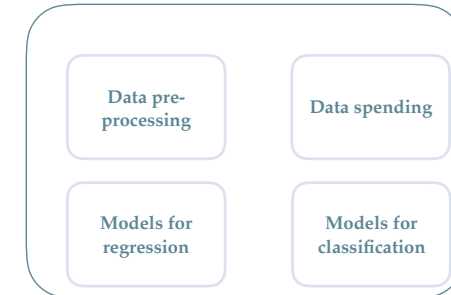 Data pre-
processing
Data spending
Models for
regression
Models for
classification